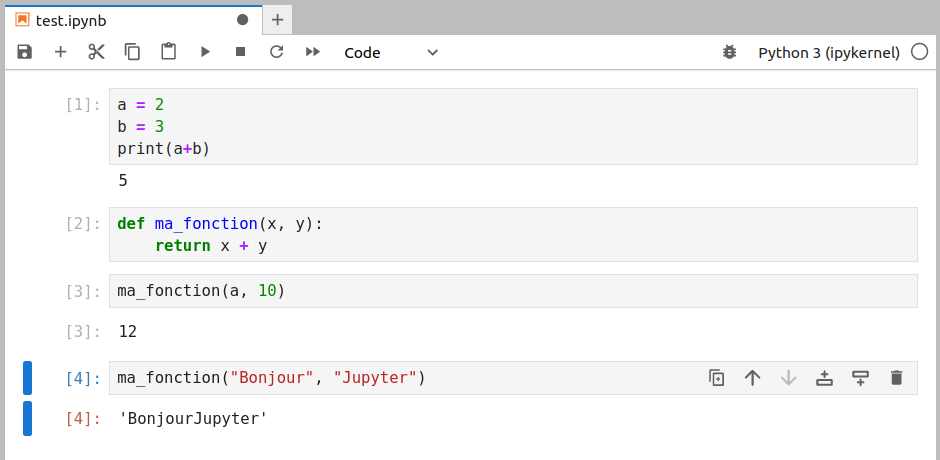 test.ipynb
Code
Python 3 (ipykernel)
[1]: a = 2
b = 3
print(a+b)
5
[2]: def ma_fonction(x, y):
    return x + y
[3]: ma_fonction(a, 10)
[3]: 12
[4]: ma_fonction("Bonjour", "Jupyter")
[4]: 'BonjourJupyter'